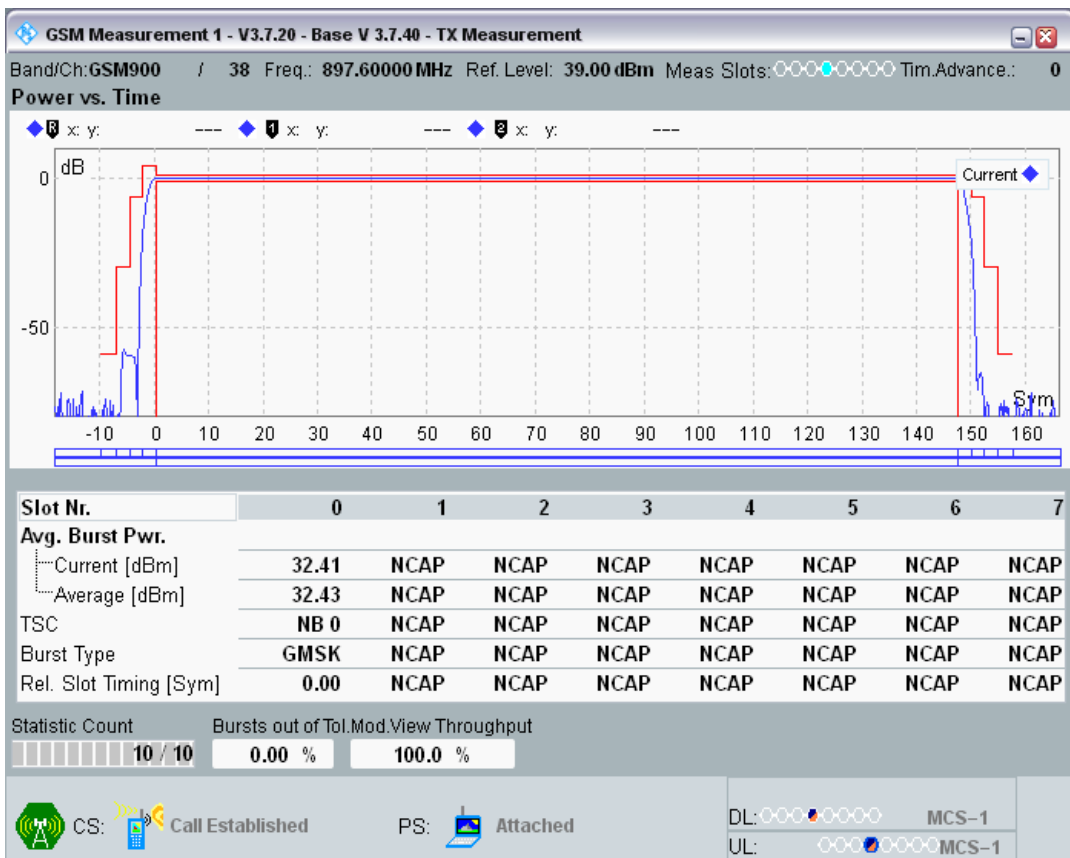 GSM Measurement 1 - V3.7.20 - Base V 3.7.40 - TX Measurement
Band/Ch:GSM900 / 38 Freq.: 897.60000 MHz Ref. Level: 39.00 dBm Meas Slots: Tim.Advance.: 0
Power vs. Time
R x: y: --- 1 x: y: --- 2 x: y: ---
dB
Current
0
-50
Sym
-10 0 10 20 30 40 50 60 70 80 90 100 110 120 130 140 150 160
Slot Nr. 0 1 2 3 4 5 6 7
Avg. Burst Pwr.
Current [dBm] 32.41 NCAP NCAP NCAP NCAP NCAP NCAP NCAP
Average [dBm] 32.43 NCAP NCAP NCAP NCAP NCAP NCAP NCAP
TSC NB 0 NCAP NCAP NCAP NCAP NCAP NCAP NCAP
Burst Type GMSK NCAP NCAP NCAP NCAP NCAP NCAP NCAP
Rel. Slot Timing [Sym] 0.00 NCAP NCAP NCAP NCAP NCAP NCAP NCAP
Statistic Count Bursts out of Tol.Mod.View Throughput
10 / 10 0.00 % 100.0 %
CS: Call Established PS: Attached
DL: MCS-1
UL: MCS-1